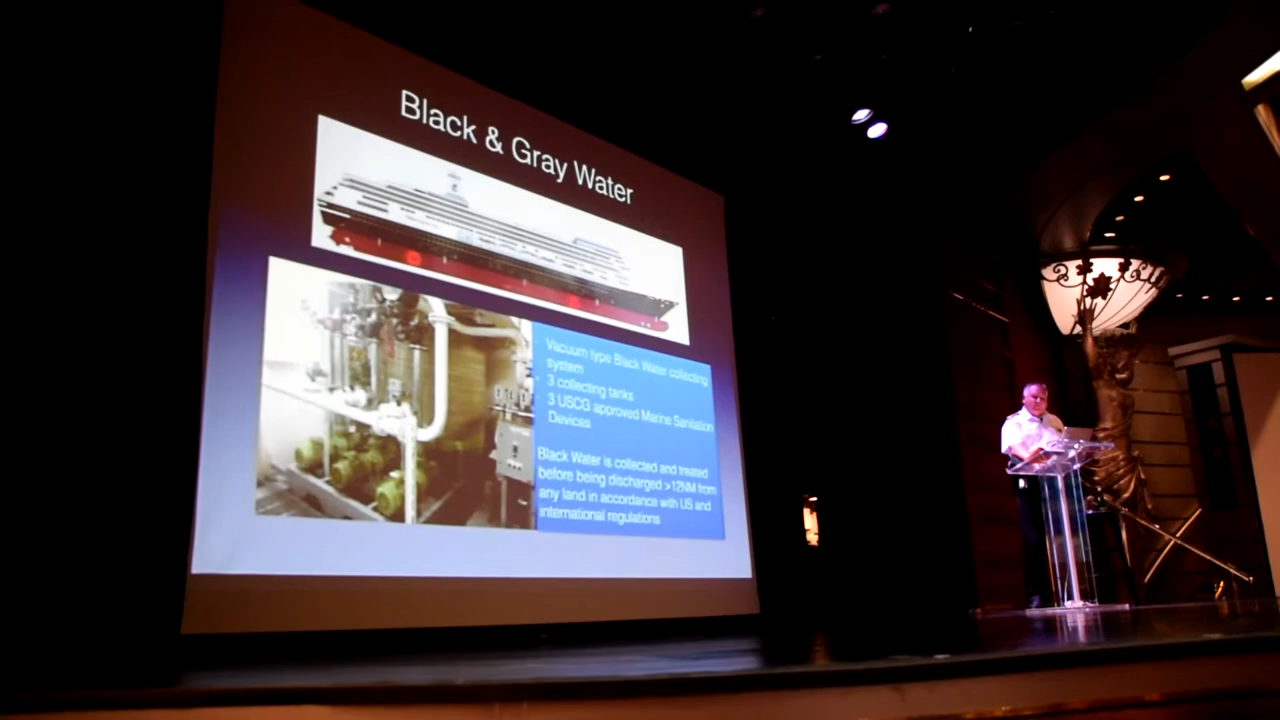 Black & Gray Water
Vacuum type Black Water collecting
system
3 collecting tanks
3 USCG approved Marine Sanitation
Devices
Black Water is collected and treated
before being discharged >12NM from
any land in accordance with US and
international regulations